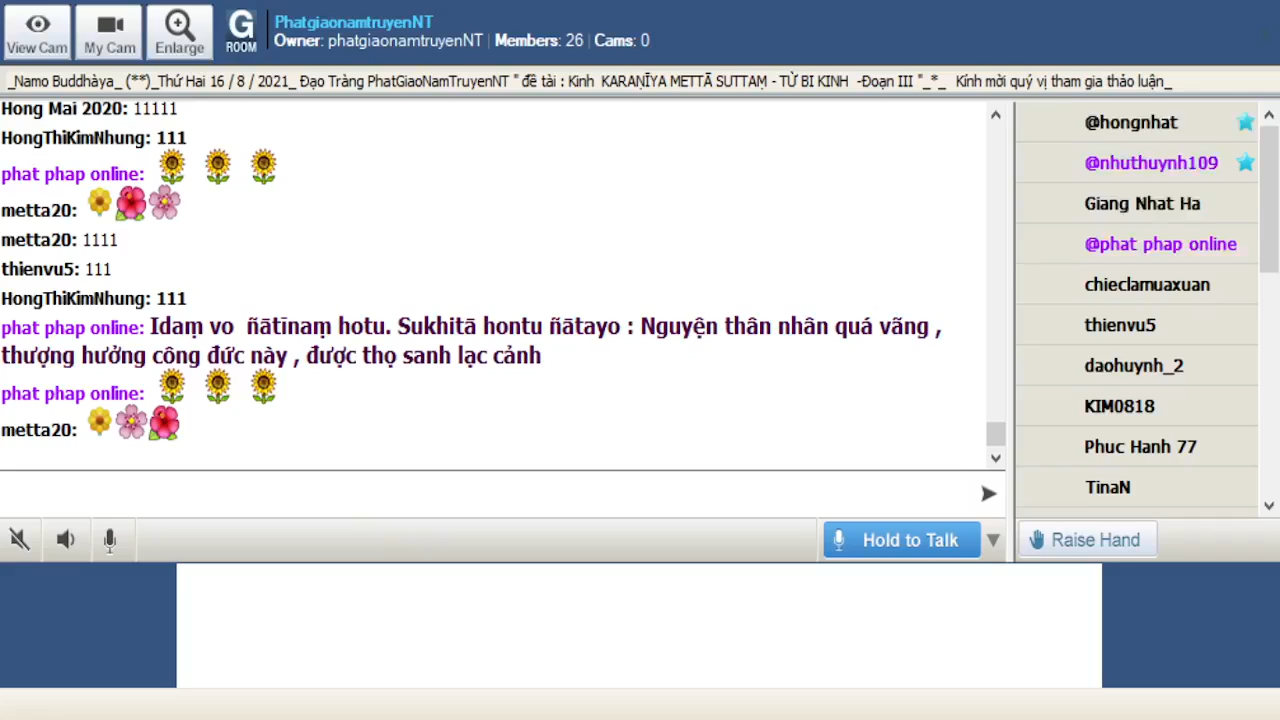 View Cam
My Cam
Enlarge
G
ROOM
PhatgiaonamtruyenNT
Owner: phatgiaonamtruyenNT | Members: 26 | Cams: 0
_Namo Buddhàya_ (**)_Thứ Hai 16 / 8 / 2021_ Đạo Tràng PhatGiaoNamTruyenNT " đề tài : Kinh KARAṆĪYA METTĀ SUTTAṂ - TỪ BI KINH -Đoạn III "_*_ Kính mời quý vị tham gia thảo luận_
Hong Mai 2020: 11111
HongThiKimNhung: 111
phat phap online:
metta20:
metta20: 1111
thienvu5: 111
HongThiKimNhung: 111
phat phap online: Idaṃ vo ñātīnaṃ hotu. Sukhitā hontu ñātayo : Nguyện thân nhân quá vãng ,
thượng hưởng công đức này , được thọ sanh lạc cảnh
phat phap online:
metta20:
@hongnhat
@nhuthuynh109
Giang Nhat Ha
@phat phap online
chieclamuaxuan
thienvu5
daohuynh_2
KIM0818
Phuc Hanh 77
TinaN
Hold to Talk
Raise Hand